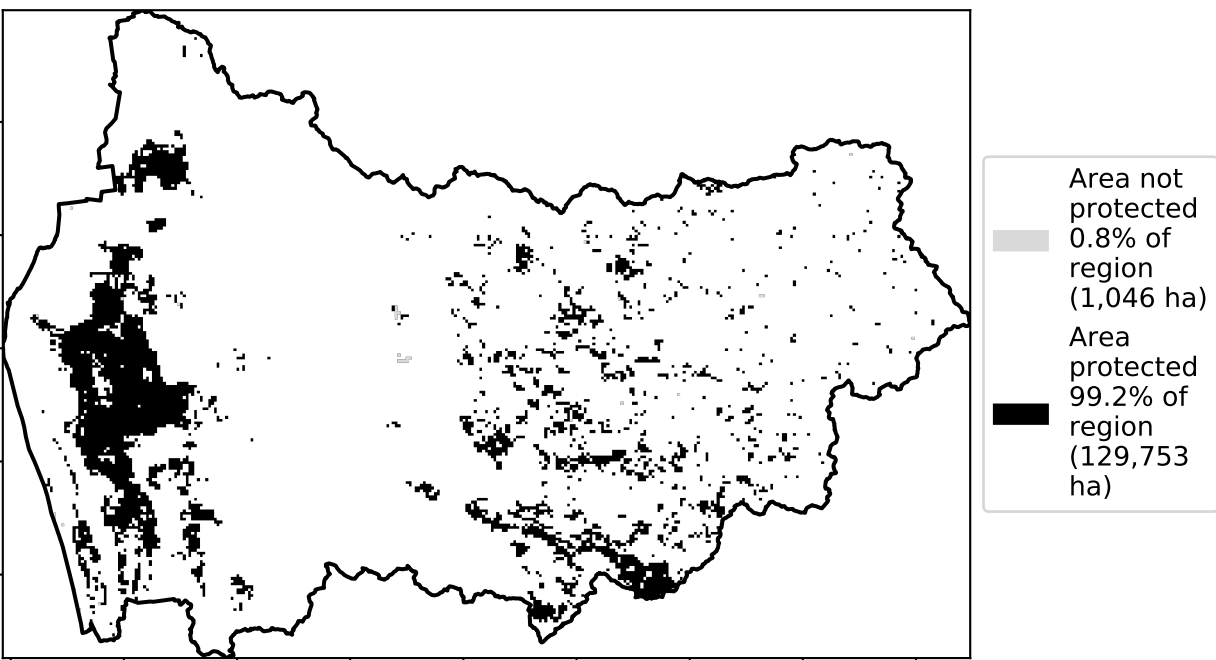 Area not
protected
0.8% of
region
(1,046 ha)
Area
protected
99.2% of
region
(129,753
ha)